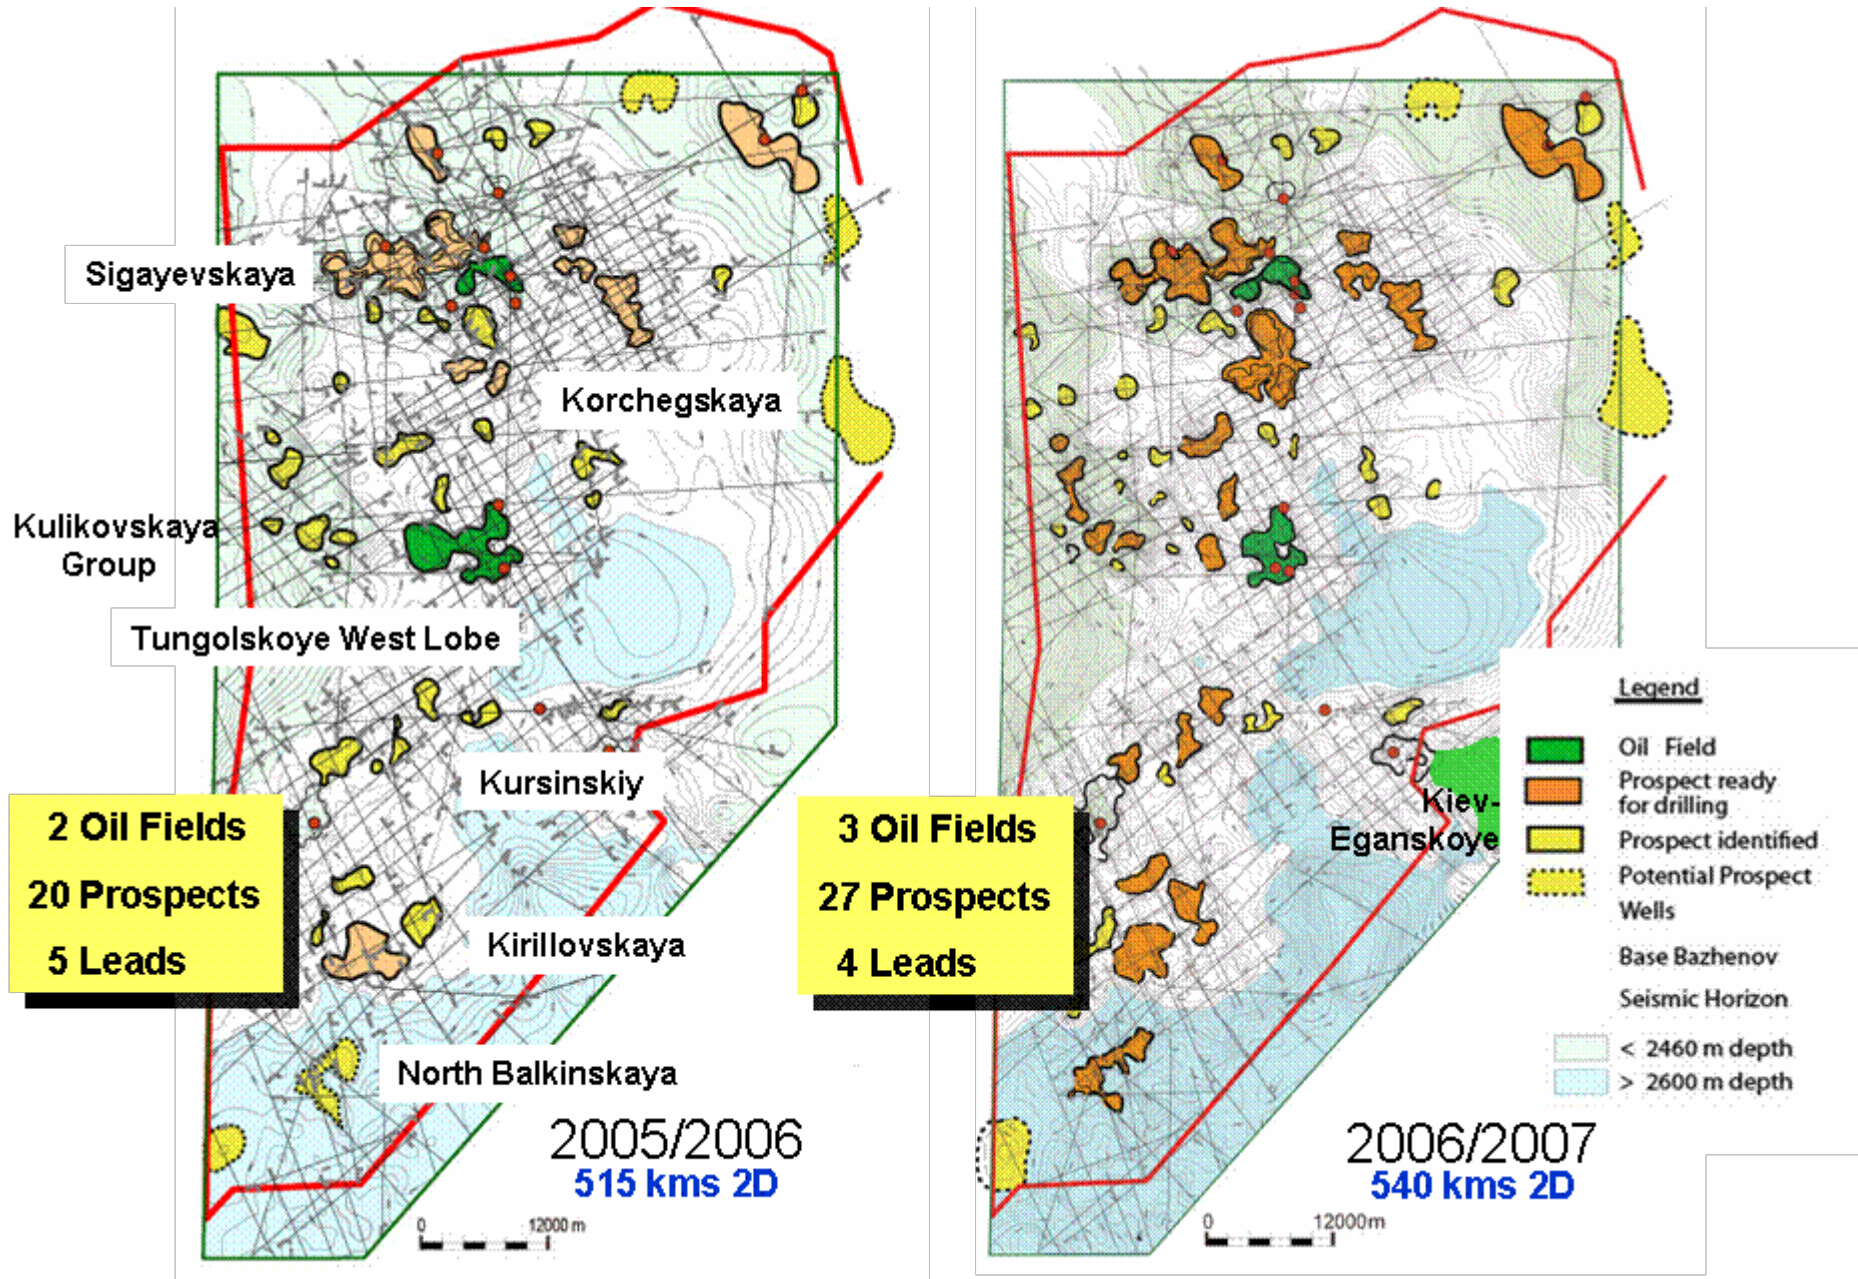 Sigayevskaya
Korchegskaya
Kulikovskaya
Group
Tungolskoye West Lobe
Kursinskiy
2 Oil Fields
20 Prospects
5 Leads
Kirillovskaya
North Balkinskaya
2005/2006
515 kms 2D
0 12000 m
3 Oil Fields
27 Prospects
4 Leads
Kiev-
Eganskoye
2006/2007
540 kms 2D
0 12000m
Legend
Oil Field
Prospect ready
for drilling
Prospect identified
Potential Prospect
Wells
Base Bazhenov
Seismic Horizon
< 2460 m depth
> 2600 m depth